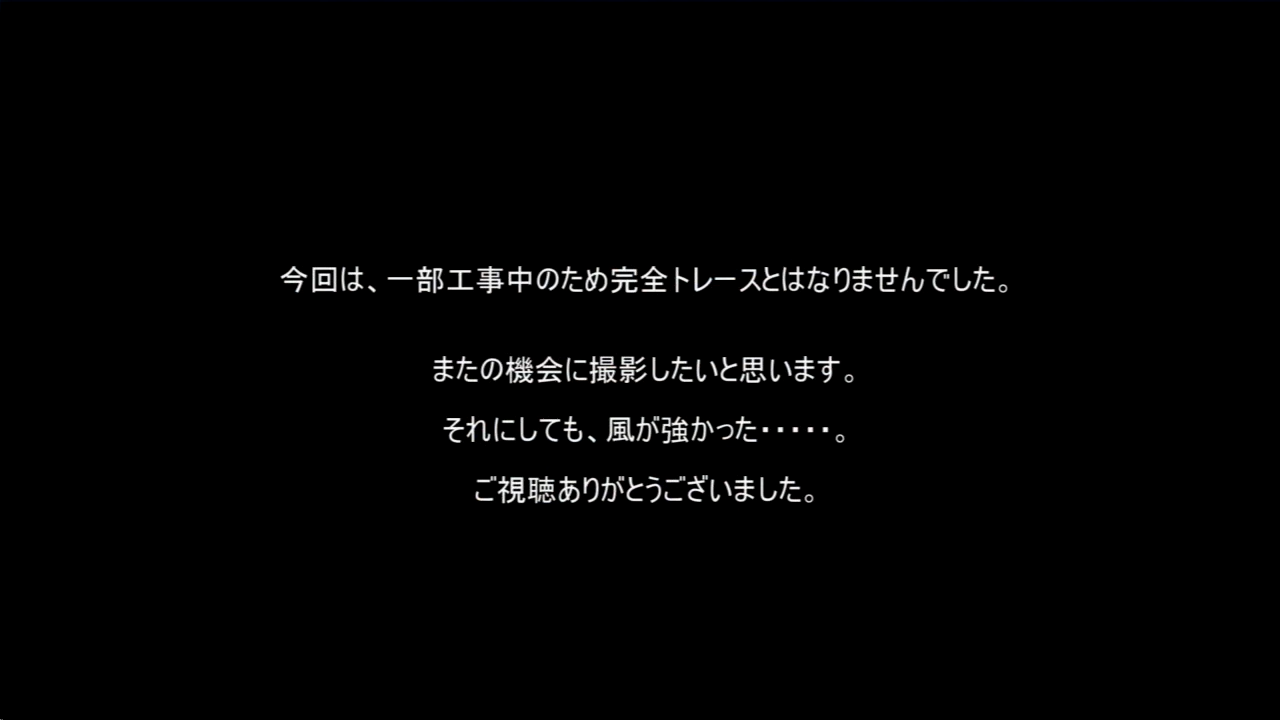 今回は、一部工事中のため完全トレースとはなりませんでした。
またの機会に撮影したいと思います。
それにしても、風が強かった・・・・・。
ご視聴ありがとうございました。